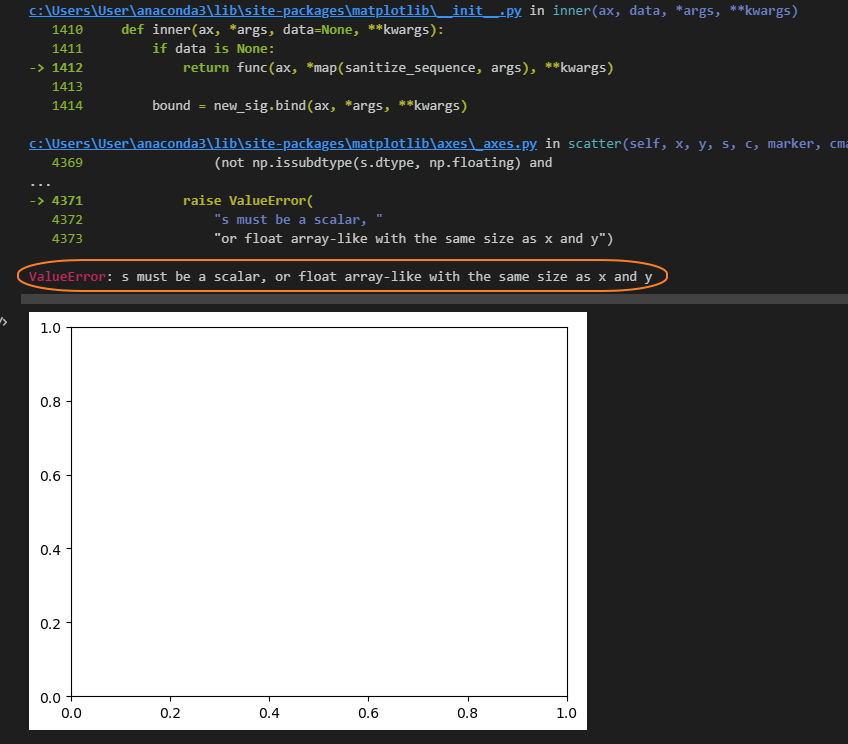 c:\Users\User\anaconda3\lib\site-packages\matplotlib\__init__.py in inner(ax, data, *args, **kwargs)
1410     def inner(ax, *args, data=None, **kwargs):
1411         if data is None:
-> 1412             return func(ax, *map(sanitize_sequence, args), **kwargs)
1413
1414         bound = new_sig.bind(ax, *args, **kwargs)
c:\Users\User\anaconda3\lib\site-packages\matplotlib\axes\_axes.py in scatter(self, x, y, s, c, marker, cma
4369                 (not np.issubdtype(s.dtype, np.floating) and
...
-> 4371             raise ValueError(
4372                 "s must be a scalar, "
4373                 "or float array-like with the same size as x and y")
ValueError: s must be a scalar, or float array-like with the same size as x and y
1.0
0.8
0.6
0.4
0.2
0.0
0.0 0.2 0.4 0.6 0.8 1.0